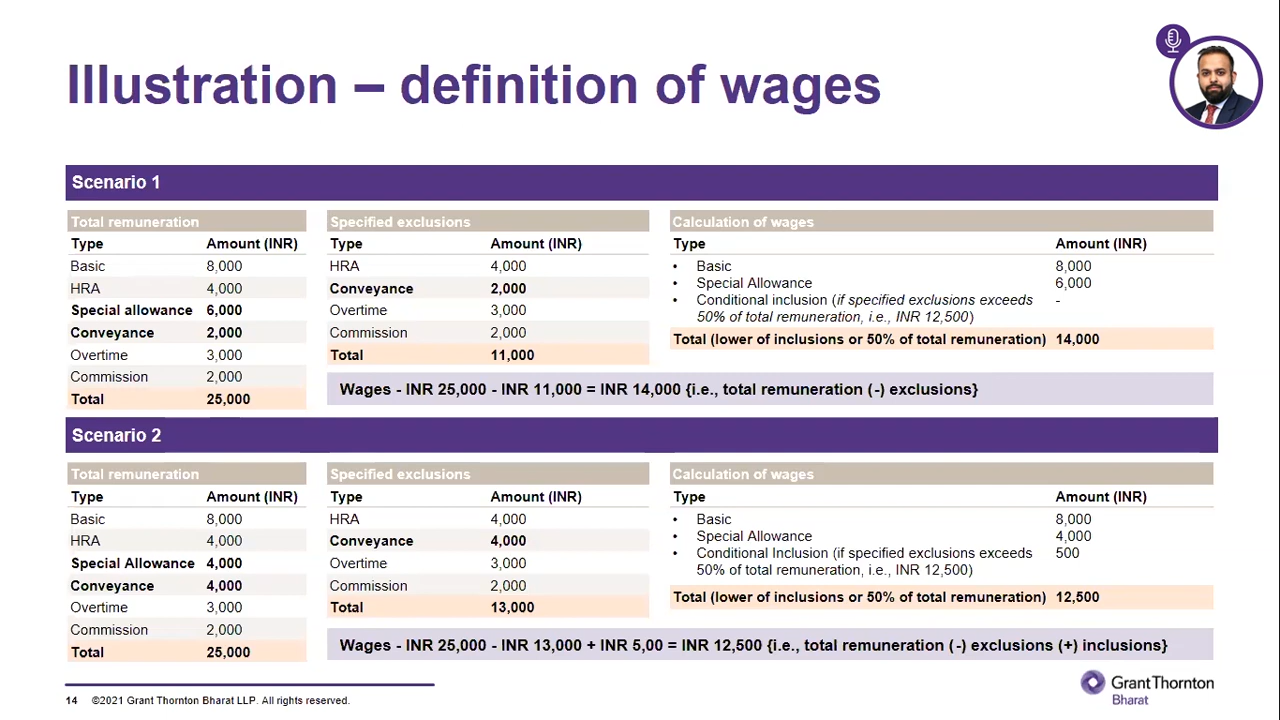 Illustration – definition of wages
Scenario 1
Total remuneration
Type Amount (INR)
Basic 8,000
HRA 4,000
Special allowance 6,000
Conveyance 2,000
Overtime 3,000
Commission 2,000
Total 25,000
Specified exclusions
Type Amount (INR)
HRA 4,000
Conveyance 2,000
Overtime 3,000
Commission 2,000
Total 11,000
Calculation of wages
Type Amount (INR)
• Basic 8,000
• Special Allowance 6,000
• Conditional inclusion (if specified exclusions exceeds -
50% of total remuneration, i.e., INR 12,500)
Total (lower of inclusions or 50% of total remuneration) 14,000
Wages - INR 25,000 - INR 11,000 = INR 14,000 {i.e., total remuneration (-) exclusions}
Scenario 2
Total remuneration
Type Amount (INR)
Basic 8,000
HRA 4,000
Special Allowance 4,000
Conveyance 4,000
Overtime 3,000
Commission 2,000
Total 25,000
Specified exclusions
Type Amount (INR)
HRA 4,000
Conveyance 4,000
Overtime 3,000
Commission 2,000
Total 13,000
Calculation of wages
Type Amount (INR)
• Basic 8,000
• Special Allowance 4,000
• Conditional Inclusion (if specified exclusions exceeds 500
50% of total remuneration, i.e., INR 12,500)
Total (lower of inclusions or 50% of total remuneration) 12,500
Wages - INR 25,000 - INR 13,000 + INR 5,00 = INR 12,500 {i.e., total remuneration (-) exclusions (+) inclusions}
14 ©2021 Grant Thornton Bharat LLP. All rights reserved.
GrantThornton
Bharat